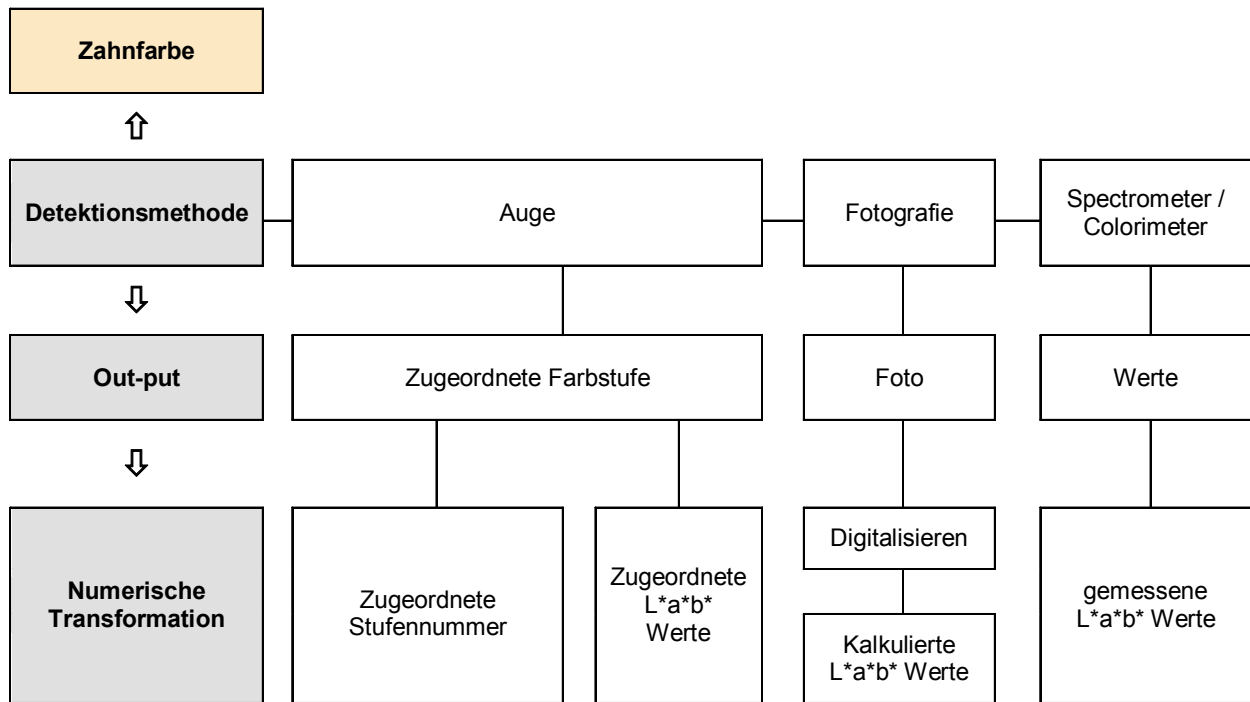 Zahnfarbe
Detektionsmethode
Auge
Fotografie
Spectrometer /
Colorimeter
Out-put
Zugeordnete Farbstufe
Foto
Werte
Numerische
Transformation
Zugeordnete
Stufennummer
Zugeordnete
L*a*b*
Werte
Digitalisieren
Kalkulierte
L*a*b* Werte
gemessene
L*a*b* Werte